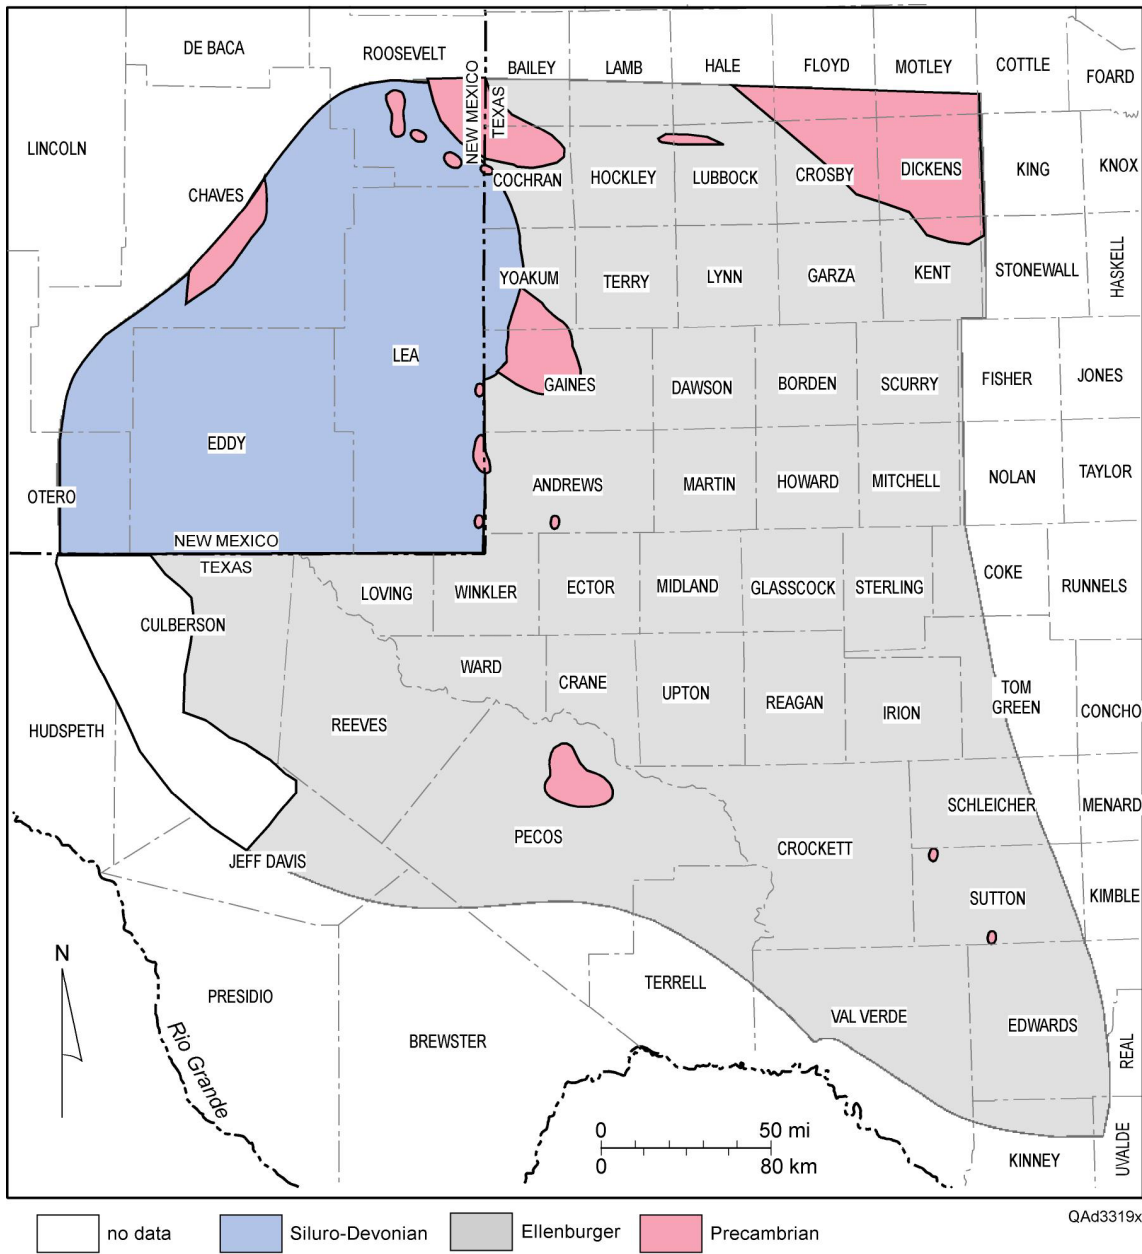 DE BACA
ROOSEVELT
BAILEY
LAMB
HALE
FLOYD
MOTLEY
COTTLE
FOARD
NEW MEXICO
TEXAS
LINCOLN
CHAVES
COCHRAN
HOCKLEY
LUBBOCK
CROSBY
DICKENS
KING
KNOX
YOAKUM
TERRY
LYNN
GARZA
KENT
STONEWALL
HASKELL
LEA
GAINES
DAWSON
BORDEN
SCURRY
FISHER
JONES
EDDY
OTERO
ANDREWS
MARTIN
HOWARD
MITCHELL
NOLAN
TAYLOR
NEW MEXICO
TEXAS
CULBERSON
LOVING
WINKLER
ECTOR
MIDLAND
GLASSCOCK
STERLING
COKE
RUNNELS
HUDSPETH
REEVES
WARD
CRANE
UPTON
REAGAN
IRION
TOM
GREEN
CONCHO
JEFF DAVIS
PECOS
CROCKETT
SCHLEICHER
MENARD
SUTTON
KIMBLE
N
PRESIDIO
Rio Grande
BREWSTER
TERRELL
VAL VERDE
EDWARDS
REAL
KINNEY
UVALDE
0 50 mi
0 80 km
QAd3319x
no data
Siluro-Devonian
Ellenburger
Precambrian